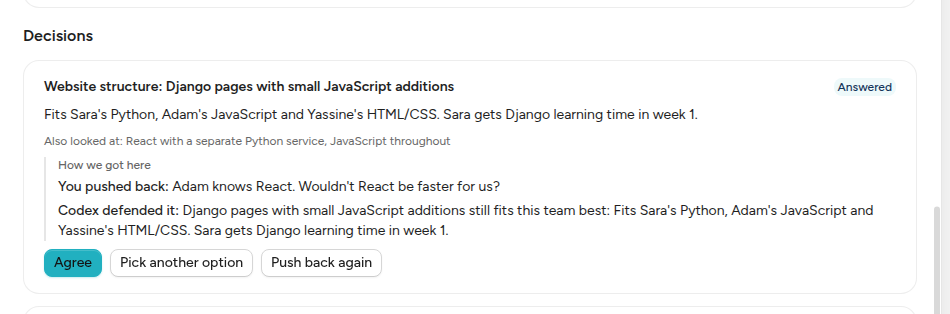 Decisions
Website structure: Django pages with small JavaScript additions
Answered
Fits Sara's Python, Adam's JavaScript and Yassine's HTML/CSS. Sara gets Django learning time in week 1.
Also looked at: React with a separate Python service, JavaScript throughout
How we got here
You pushed back: Adam knows React. Wouldn't React be faster for us?
Codex defended it: Django pages with small JavaScript additions still fits this team best: Fits Sara's Python, Adam's JavaScript and
Yassine's HTML/CSS. Sara gets Django learning time in week 1.
Agree
Pick another option
Push back again